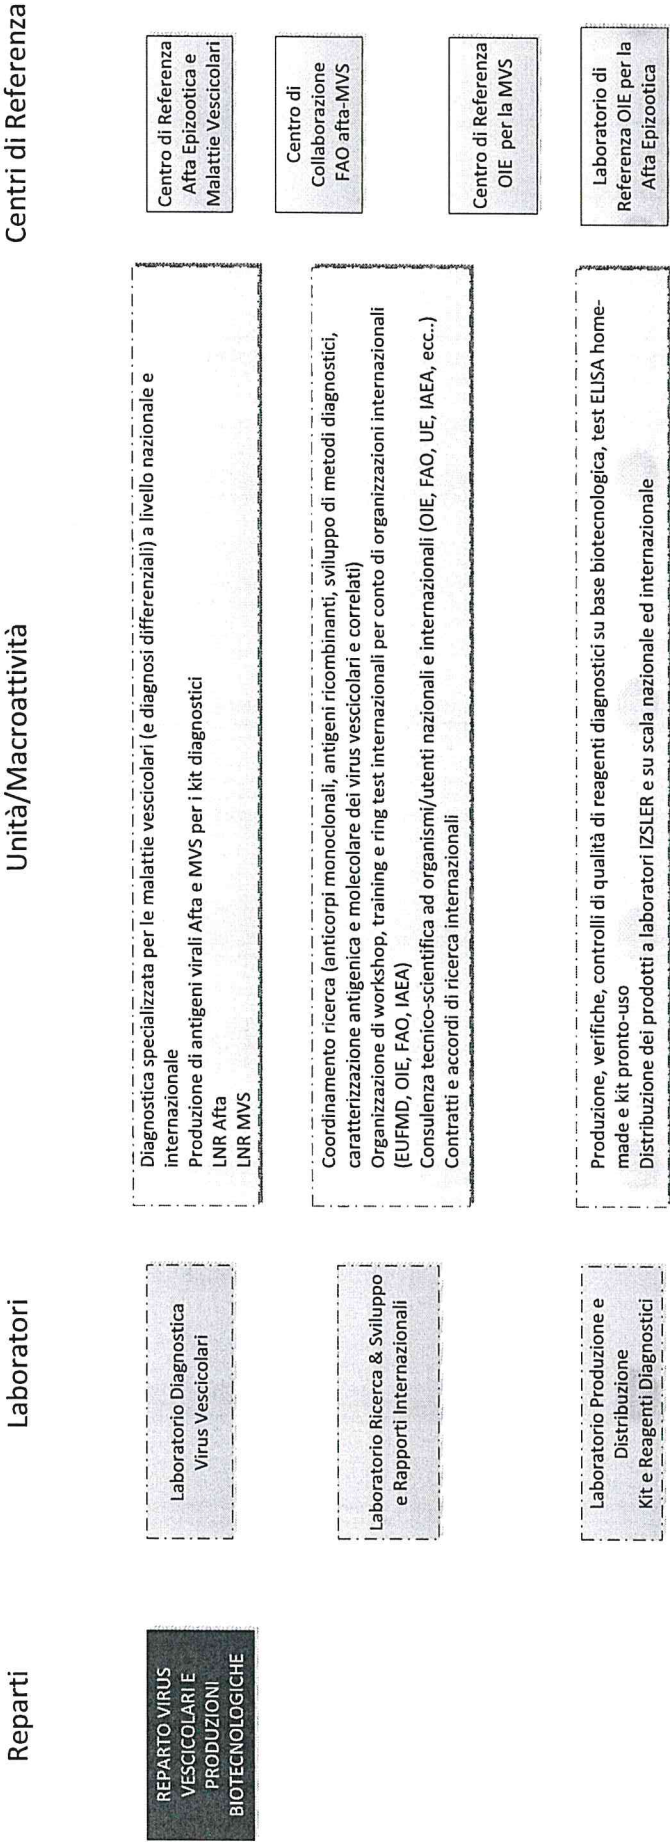 Reparti
Laboratori
Unità/Macroattività
Centri di Referenza
REPARTO VIRUS
VESCICOLARI E
PRODUZIONI
BIOTECNOLOGICHE
Laboratorio Diagnostica
Virus Vescicolari
Diagnostica specializzata per le malattie vescicolari (e diagnosi differenziali) a livello nazionale e
internazionale
Produzione di antigeni virali Afta e MVS per i kit diagnostici
LNR Afta
LNR MVS
Centro di Referenza
Afta Epizootica e
Malattie Vescicolari
Centro di
Collaborazione
FAO afta-MVS
Laboratorio Ricerca & Sviluppo
e Rapporti Internazionali
Coordinamento ricerca (anticorpi monoclonali, antigeni ricombinanti, sviluppo di metodi diagnostici,
caratterizzazione antigenica e molecolare dei virus vescicolari e correlati)
Organizzazione di workshop, training e ring test internazionali per conto di organizzazioni internazionali
(EUFMD, OIE, FAO, IAEA)
Consulenza tecnico-scientifica ad organismi/utenti nazionali e internazionali (OIE, FAO, UE, IAEA, ecc..)
Contratti e accordi di ricerca internazionali
Centro di Referenza
OIE per la MVS
Laboratorio Produzione e
Distribuzione
Kit e Reagenti Diagnostici
Produzione, verifiche, controlli di qualità di reagenti diagnostici su base biotecnologica, test ELISA home-
made e kit pronto-uso
Distribuzione dei prodotti a laboratori IZSLER e su scala nazionale ed internazionale
Laboratorio di
Referenza OIE per la
Afta Epizootica